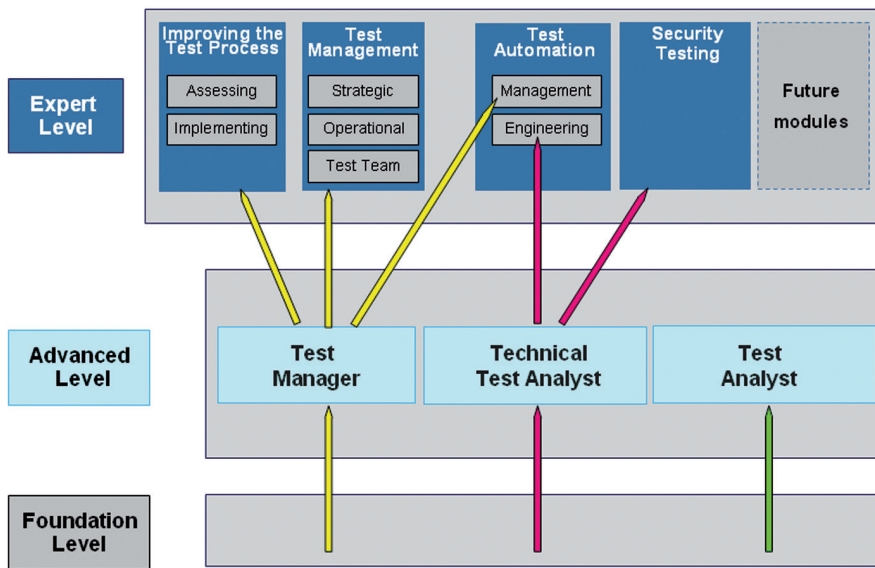 Expert
Level
Improving the
Test Process
Assessing
Implementing
Test
Management
Strategic
Operational
Test Team
Test
Automation
Management
Engineering
Security
Testing
Future
modules
Advanced
Level
Test
Manager
Technical
Test Analyst
Test
Analyst
Foundation
Level